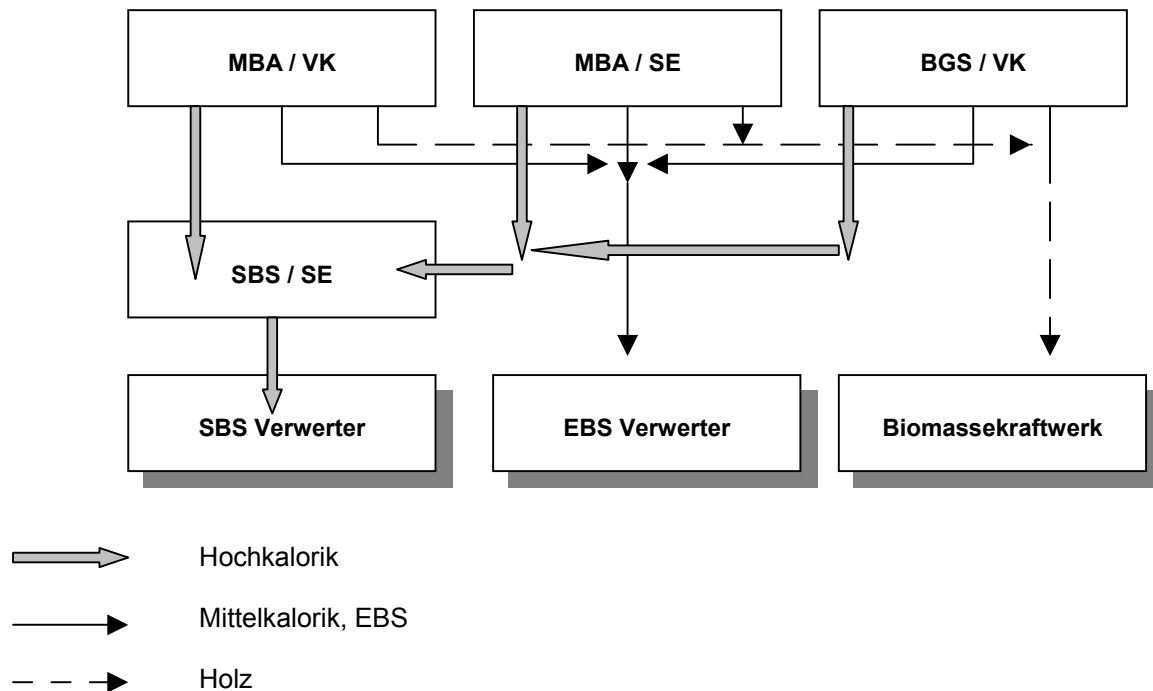 MBA / VK
MBA / SE
BGS / VK
SBS / SE
SBS Verwerter
EBS Verwerter
Biomassekraftwerk
Hochkalorik
Mittelkalorik, EBS
Holz